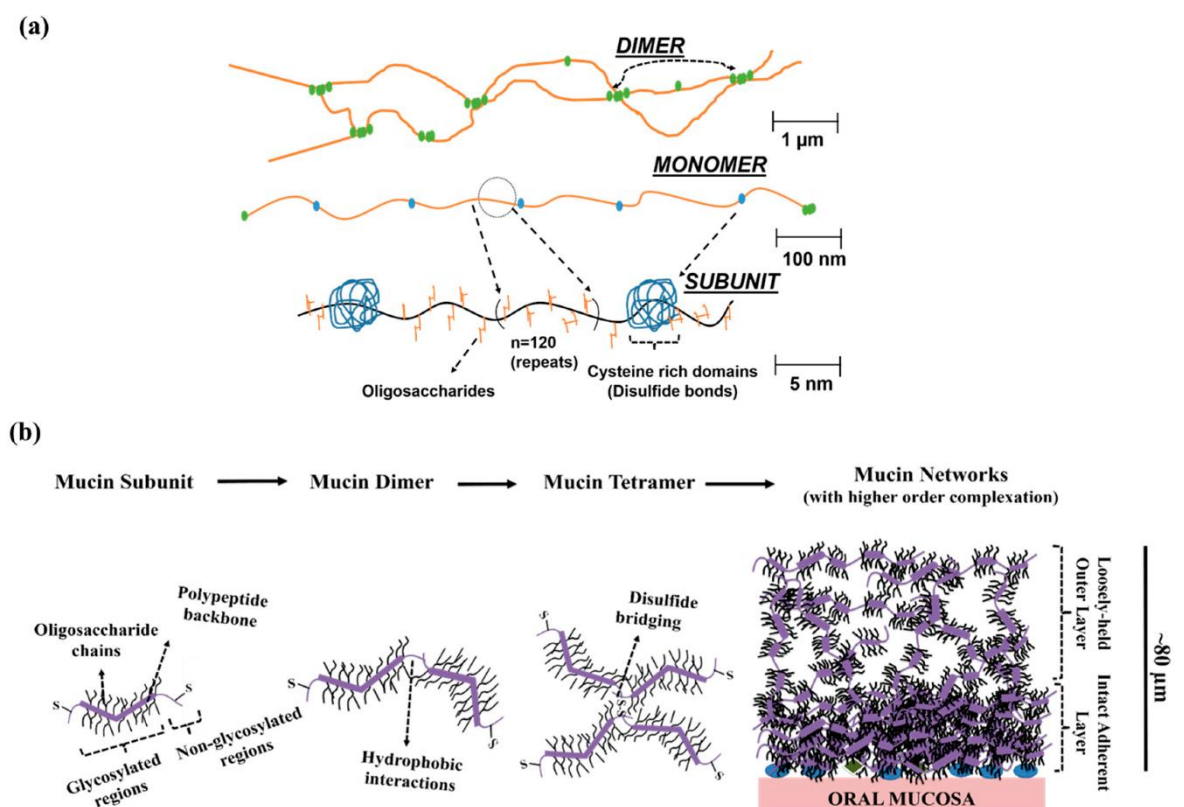 (a)
DIMER
1 µm
MONOMER
100 nm
SUBUNIT
n=120
(repeats)
Oligosaccharides
Cysteine rich domains
(Disulfide bonds)
5 nm
(b)
Mucin Subunit
Mucin Dimer
Mucin Tetramer
Mucin Networks
(with higher order complexation)
Polypeptide
backbone
Oligosaccharide
chains
S
S
Glycosylated
regions
Non-glycosylated
regions
S
S
Hydrophobic
interactions
Disulfide
bridging
S
S
S
S
S
S
Loosely-held
Outer Layer
Intact Adherent
Layer
~80 µm
ORAL MUCOSA